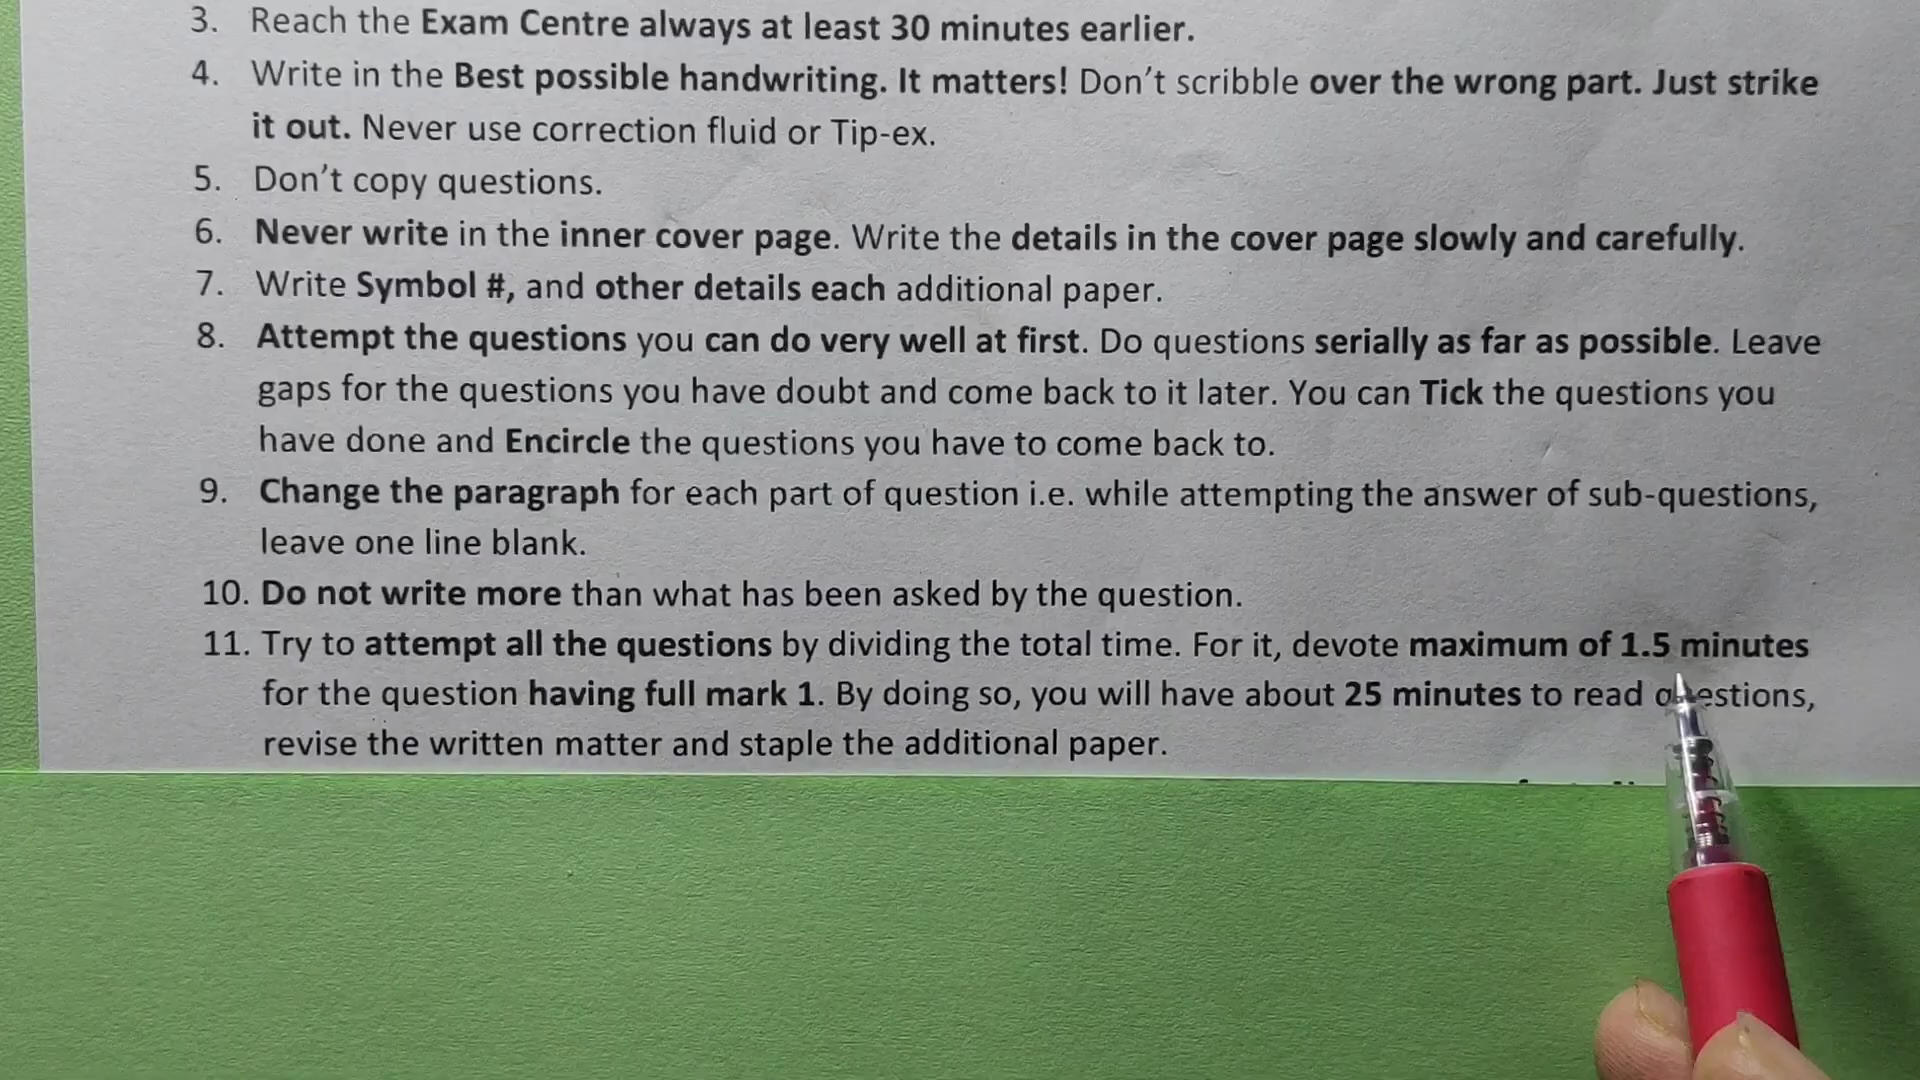 3. Reach the Exam Centre always at least 30 minutes earlier.
4. Write in the Best possible handwriting. It matters! Don't scribble over the wrong part. Just strike
it out. Never use correction fluid or Tip-ex.
5. Don't copy questions.
6. Never write in the inner cover page. Write the details in the cover page slowly and carefully.
7. Write Symbol #, and other details each additional paper.
8. Attempt the questions you can do very well at first. Do questions serially as far as possible. Leave
gaps for the questions you have doubt and come back to it later. You can Tick the questions you
have done and Encircle the questions you have to come back to.
9. Change the paragraph for each part of question i.e. while attempting the answer of sub-questions,
leave one line blank.
10. Do not write more than what has been asked by the question.
11. Try to attempt all the questions by dividing the total time. For it, devote maximum of 1.5 minutes
for the question having full mark 1. By doing so, you will have about 25 minutes to read questions,
revise the written matter and staple the additional paper.